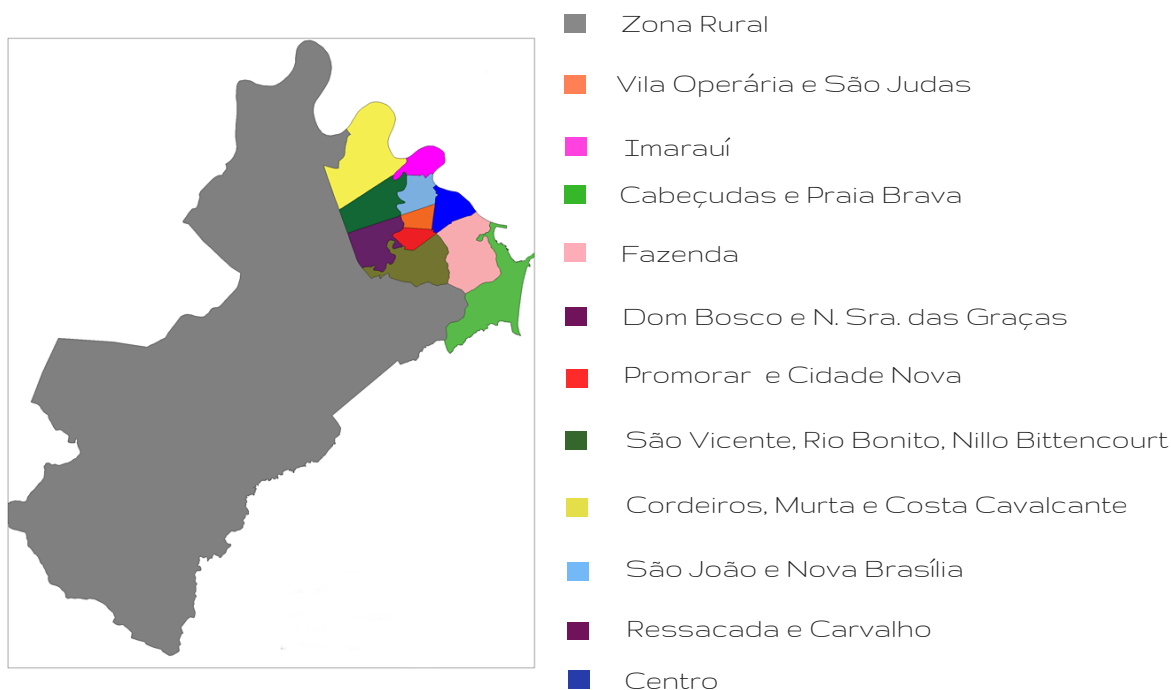 Zona Rural
Vila Operária e São Judas
Imarauí
Cabeçudas e Praia Brava
Fazenda
Dom Bosco e N. Sra. das Graças
Promorar e Cidade Nova
São Vicente, Rio Bonito, Nillo Bittencourt
Cordeiros, Murta e Costa Cavalcante
São João e Nova Brasília
Ressacada e Carvalho
Centro